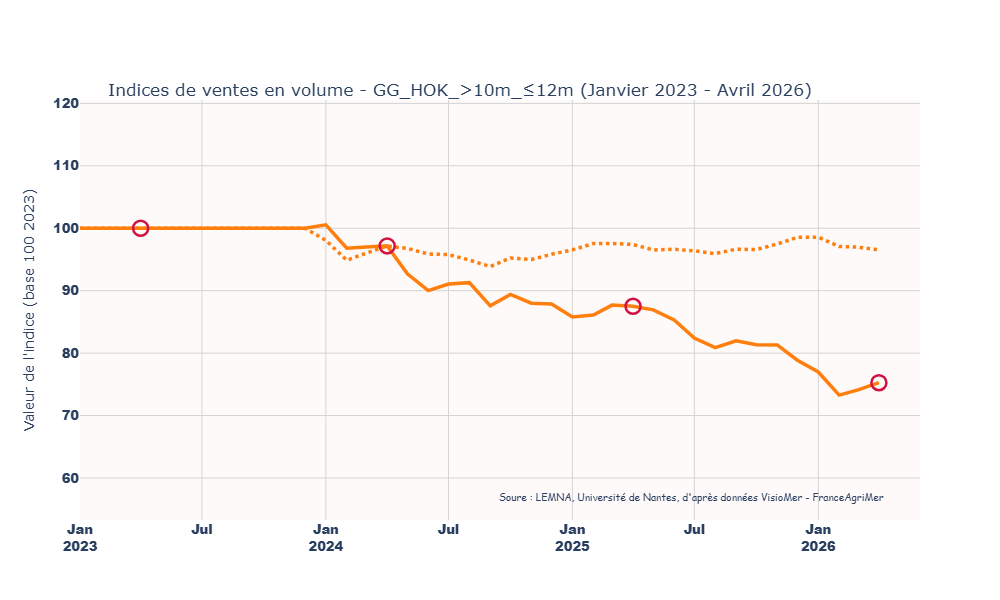 Indices de ventes en volume - GG_HOK_>10m_≤12m (Janvier 2023 - Avril 2026)
Valeur de l'indice (base 100 2023)
120
110
100
90
80
70
60
Soure : LEMNA, Université de Nantes, d'après données VisioMer - FranceAgriMer
Jan Jul Jan Jul Jan Jul Jan
2023 2024 2025 2026